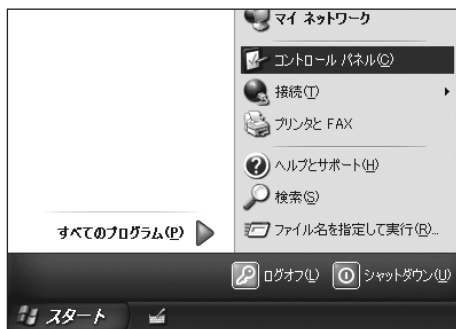 マイ ネットワーク
コントロール パネル(C)
接続(T)
プリンタと FAX
ヘルプとサポート(H)
検索(S)
すべてのプログラム(P)
ファイル名を指定して実行(R)...
ログオフ(L)
シャットダウン(U)
スタート